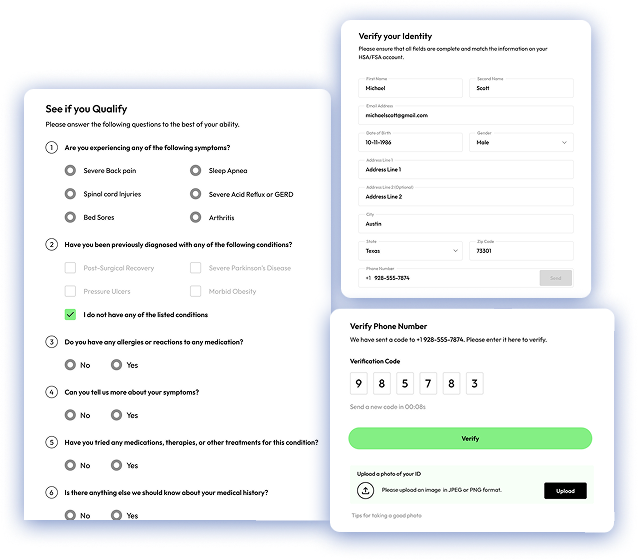 See if you Qualify
Please answer the following questions to the best of your ability.
1 Are you experiencing any of the following symptoms?
Severe Back pain
Sleep Apnea
Spinal cord Injuries
Severe Acid Reflux or GERD
Bed Sores
Arthritis
2 Have you been previously diagnosed with any of the following conditions?
Post-Surgical Recovery
Severe Parkinson's Disease
Pressure Ulcers
Morbid Obesity
I do not have any of the listed conditions
3 Do you have any allergies or reactions to any medication?
No Yes
4 Can you tell us more about your symptoms?
No Yes
5 Have you tried any medications, therapies, or other treatments for this condition?
No Yes
6 Is there anything else we should know about your medical history?
No Yes
Verify your Identity
Please ensure that all fields are complete and match the information on your
HSA/FSA account.
First Name
Michael
Second Name
Scott
Email Address
michaelscott@gmail.com
Date of Birth
10-11-1986
Gender
Male
Address Line 1
Address Line 1
Address Line 2 (Optional)
Address Line 2
City
Austin
State
Texas
Zip Code
73301
Phone Number
+1 928-555-7874
Send
Verify Phone Number
We have sent a code to +1 928-555-7874. Please enter it here to verify.
Verification Code
9 8 5 7 8 3
Send a new code in 00:08s
Verify
Upload a photo of your ID
Please upload an image in JPEG or PNG format.
Upload
Tips for taking a good photo.